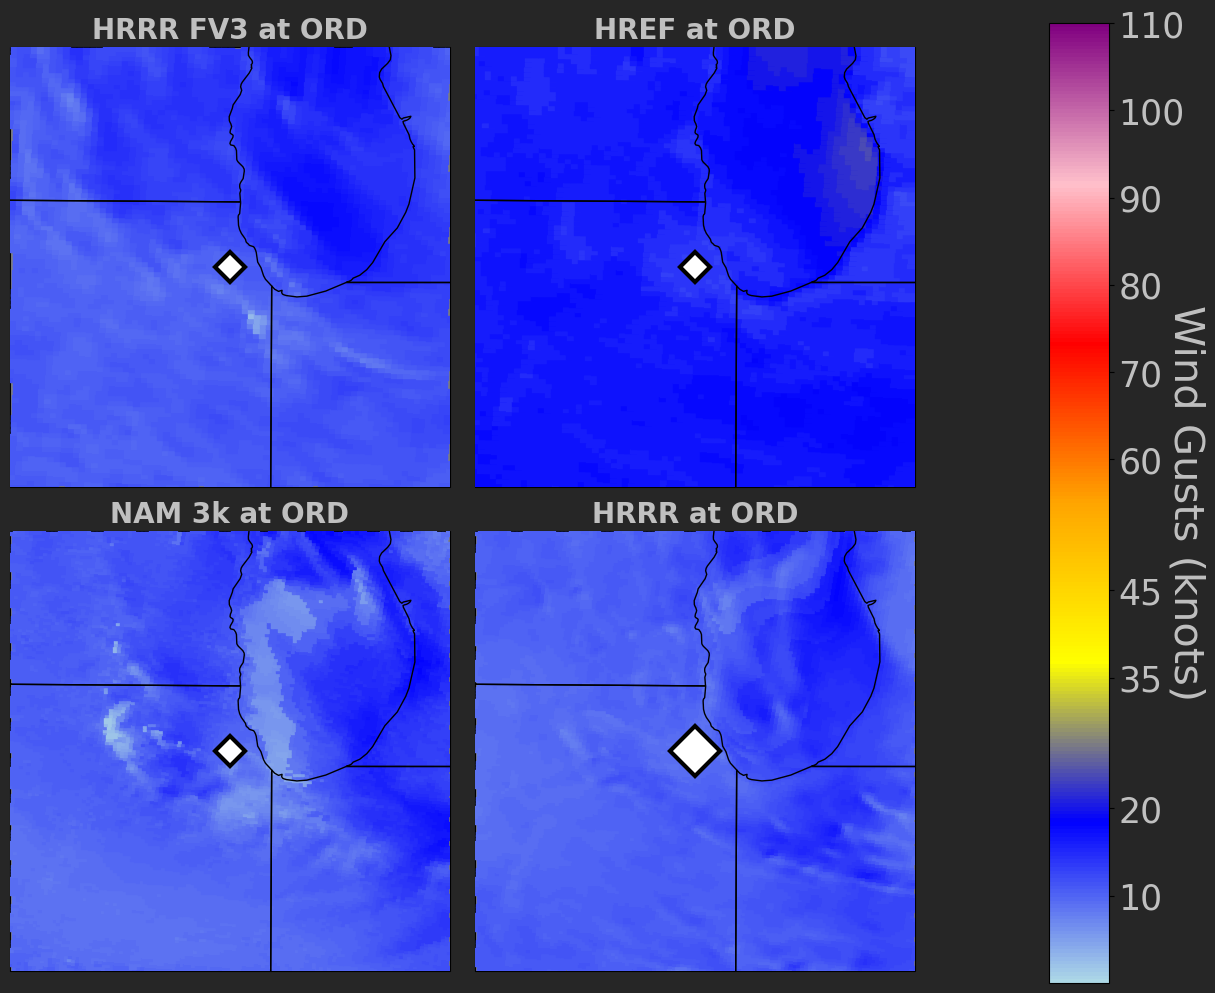 HRRR FV3 at ORD
HREF at ORD
NAM 3k at ORD
HRRR at ORD
110
100
90
80
70
60
45
35
20
10
Wind Gusts (knots)